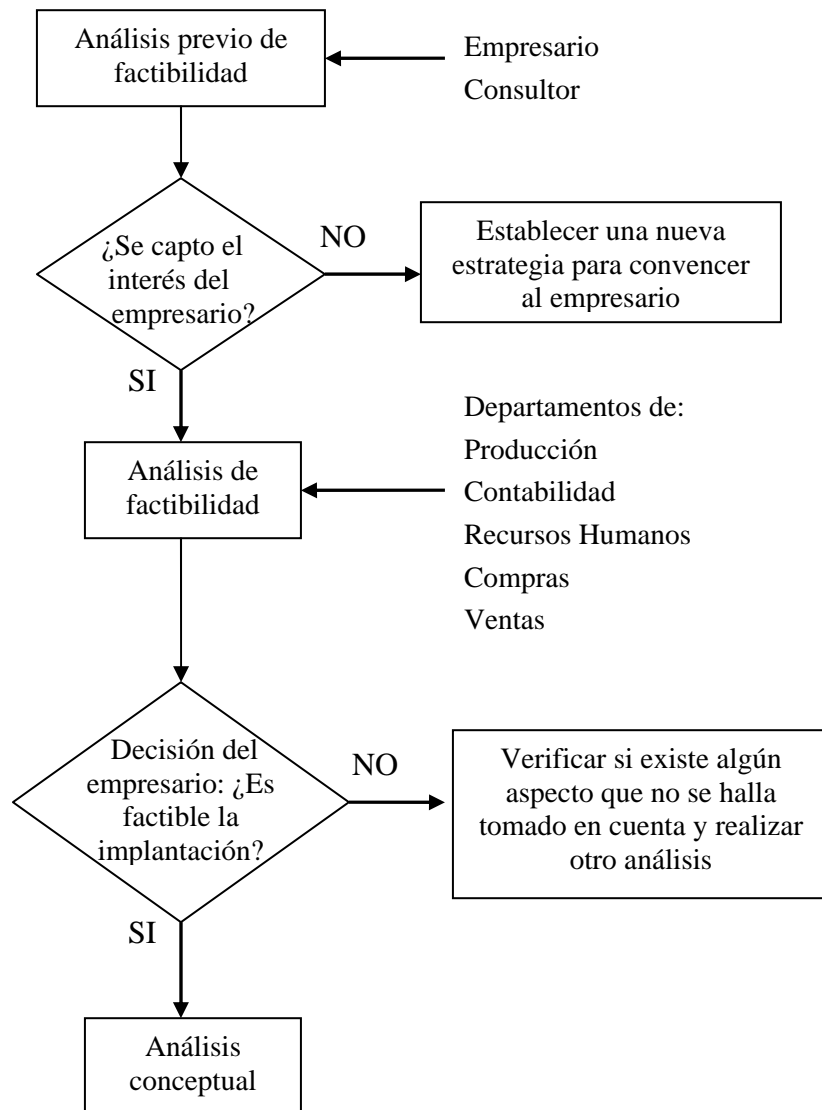 Análisis previo de
factibilidad
Empresario
Consultor
¿Se capto el
interés del
empresario?
NO
Establecer una nueva
estrategia para convencer
al empresario
SI
Departamentos de:
Producción
Contabilidad
Recursos Humanos
Compras
Ventas
Análisis de
factibilidad
Decisión del
empresario: ¿Es
factible la
implantación?
NO
Verificar si existe algún
aspecto que no se halla
tomado en cuenta y realizar
otro análisis
SI
Análisis
conceptual